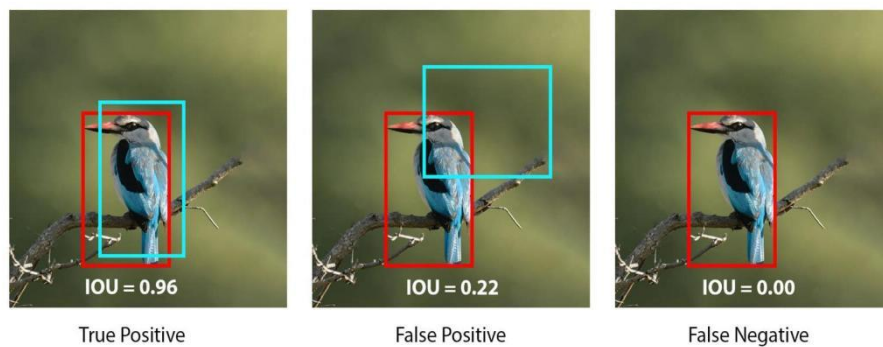 IOU = 0.96
IOU = 0.22
IOU = 0.00
True Positive
False Positive
False Negative